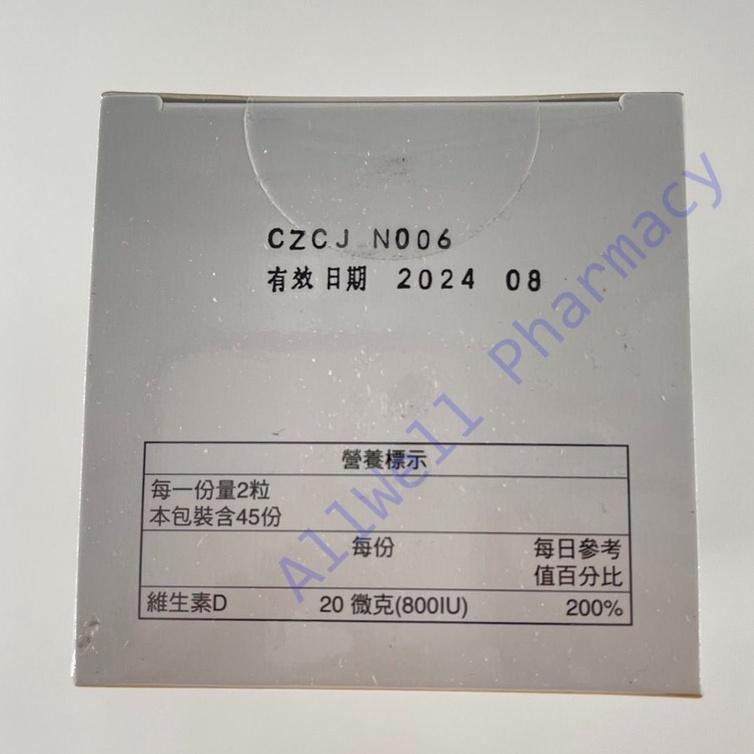 CZCJ N006
有效日期 2024 08
營養標示
每一份量2粒
本包裝含45份
每份 每日參考
值百分比
維生素D 20 微克(800IU) 200%
Allwell Pharmacy